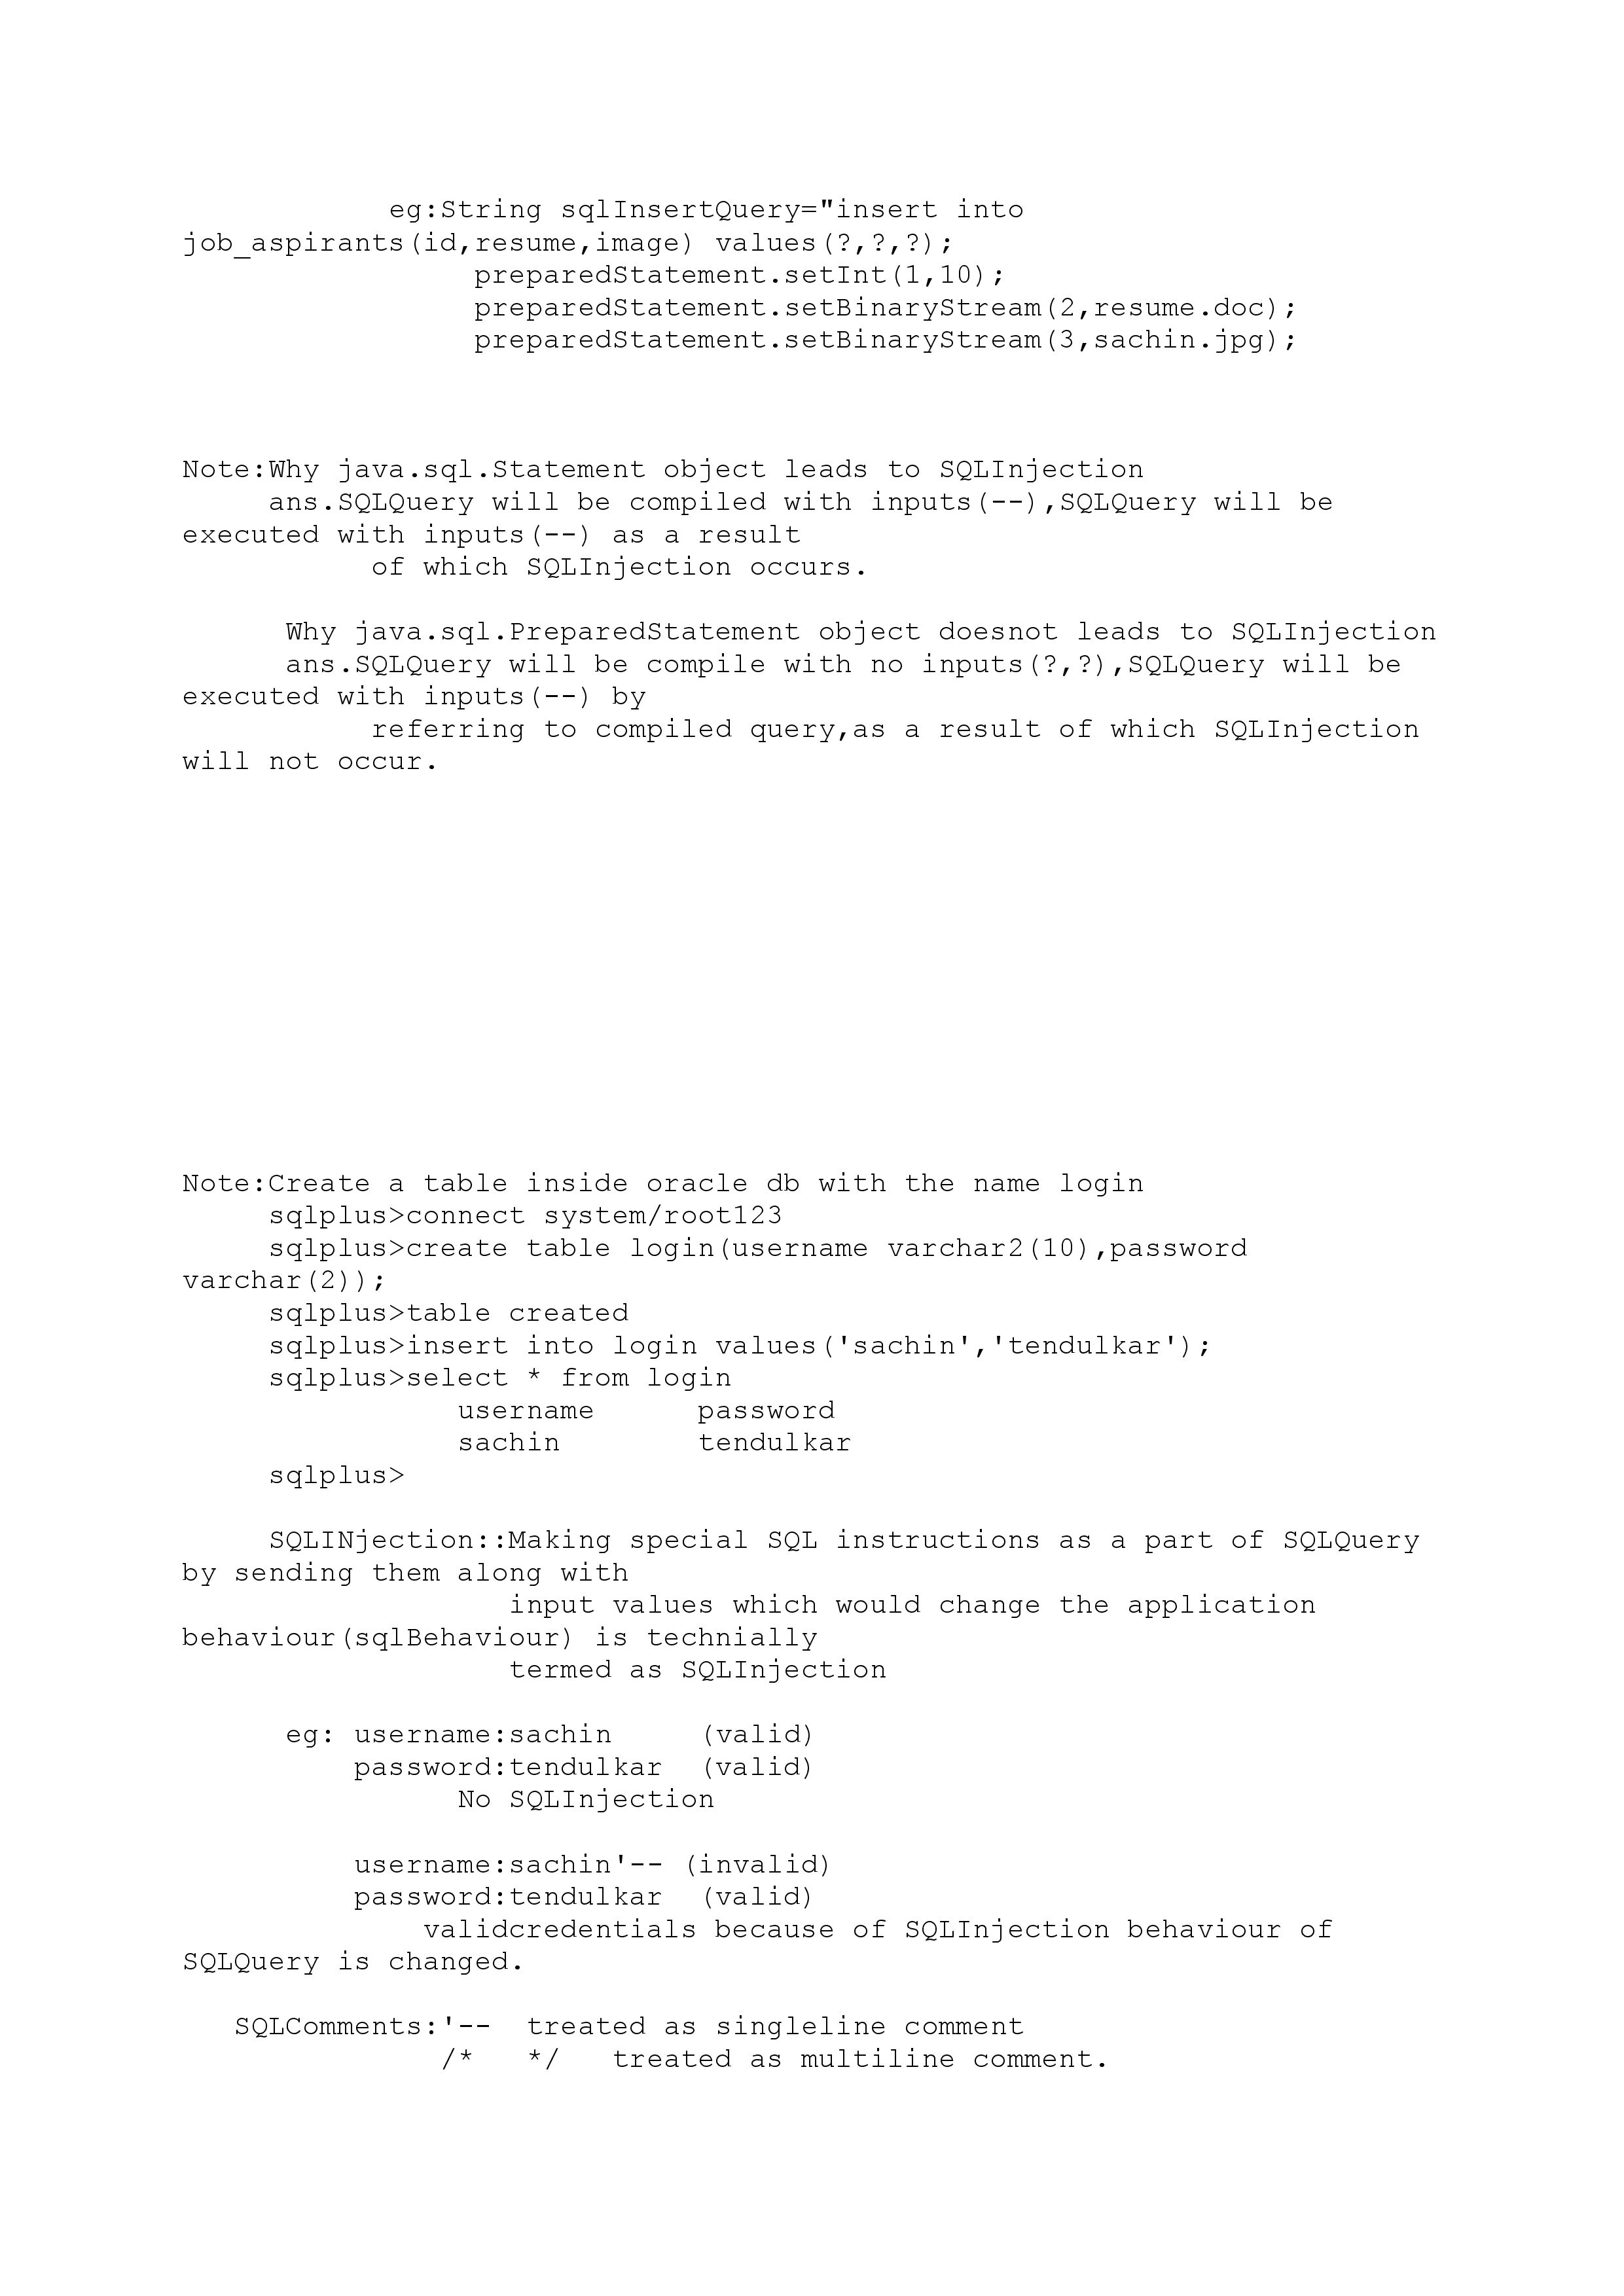 eg:String sqlInsertQuery="insert into
job_aspirants(id,resume,image) values(?,?,?);
preparedStatement.setInt(1,10);
preparedStatement.setBinaryStream(2,resume.doc);
preparedStatement.setBinaryStream(3,sachin.jpg);
Note:Why java.sql.Statement object leads to SQLInjection
ans.SQLQuery will be compiled with inputs(--),SQLQuery will be
executed with inputs(--) as a result
of which SQLInjection occurs.
Why java.sql.PreparedStatement object doesnot leads to SQLInjection
ans.SQLQuery will be compile with no inputs(?,?),SQLQuery will be
executed with inputs(--) by
referring to compiled query,as a result of which SQLInjection
will not occur.
Note:Create a table inside oracle db with the name login
sqlplus>connect system/root123
sqlplus>create table login(username varchar2(10),password
varchar(2));
sqlplus>table created
sqlplus>insert into login values('sachin','tendulkar');
sqlplus>select * from login
username      password
sachin        tendulkar
sqlplus>
SQLINjection::Making special SQL instructions as a part of SQLQuery
by sending them along with
input values which would change the application
behaviour(sqlBehaviour) is technially
termed as SQLInjection
eg: username:sachin     (valid)
password:tendulkar  (valid)
No SQLInjection
username:sachin'-- (invalid)
password:tendulkar  (valid)
validcredentials because of SQLInjection behaviour of
SQLQuery is changed.
SQLComments:'--  treated as singleline comment
/*   */   treated as multiline comment.